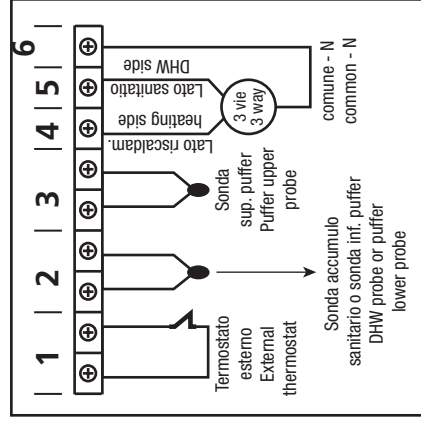 1
2
3
4
5
6
Termostato
esterno
External
thermostat
Sonda accumulo
sanitario o sonda inf. puffer
DHW probe or puffer
lower probe
Sonda
sup. puffer
Puffer upper
probe
Lato riscaldam.
heating side
Lato sanitatio
DHW side
3 vie
3 way
comune - N
common - N